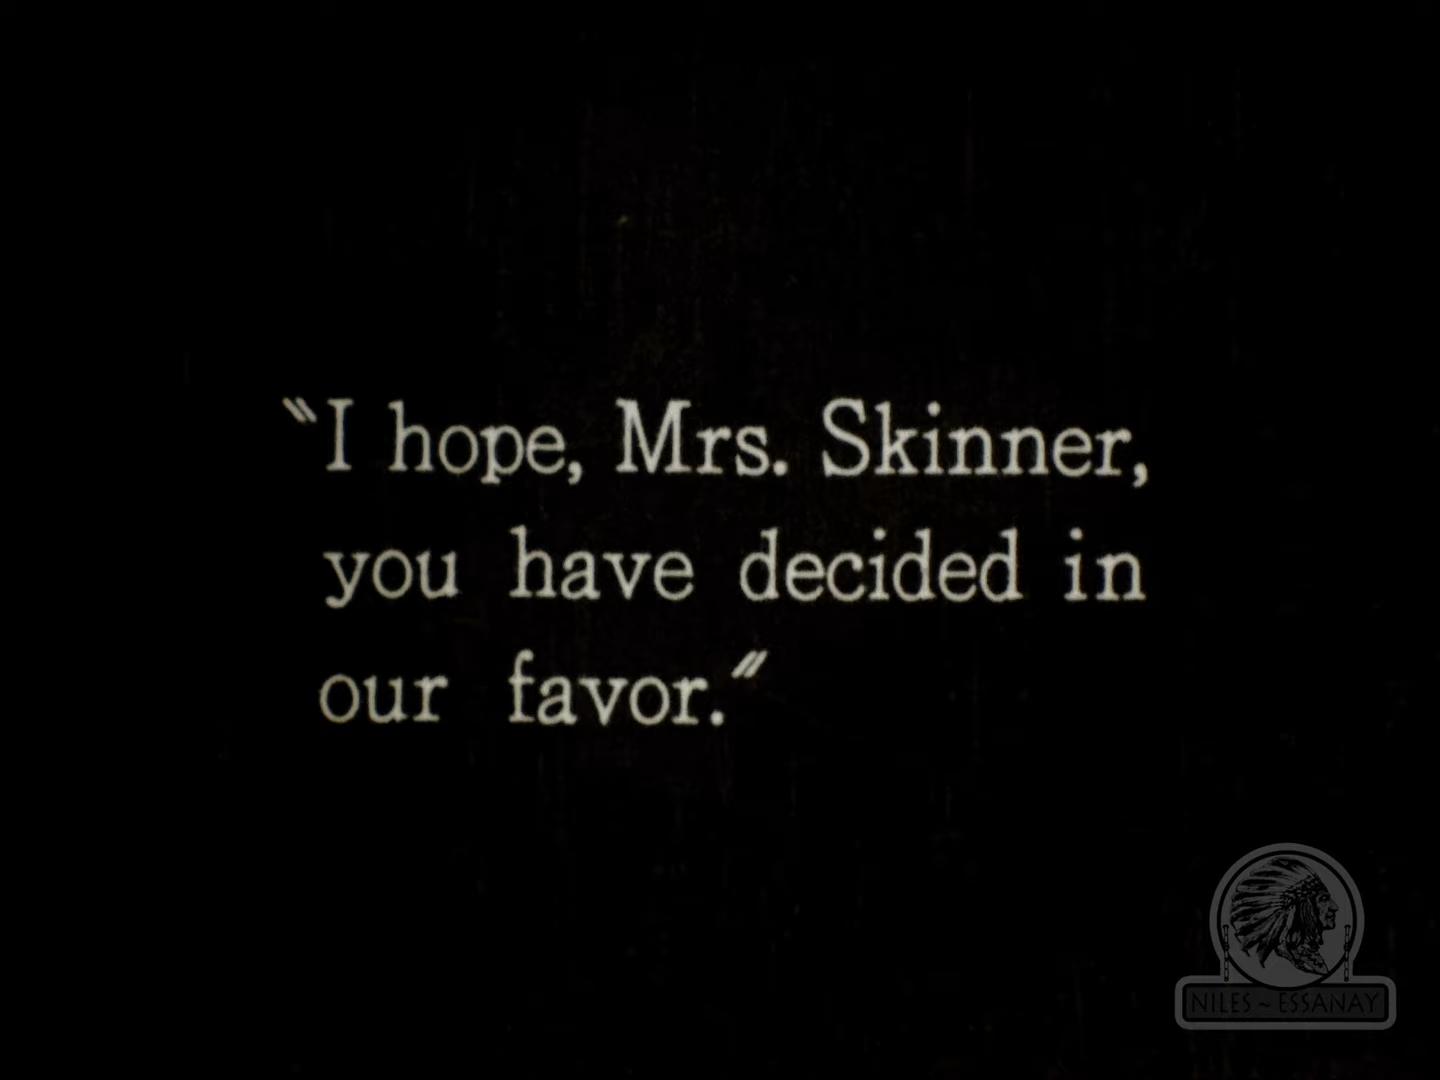 "I hope, Mrs. Skinner,
you have decided in
our favor."
NILES ~ ESSANAY